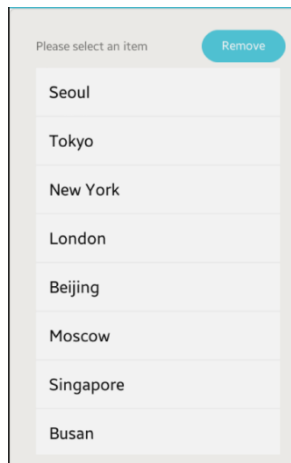 Please select an item Remove
Seoul
Tokyo
New York
London
Beijing
Moscow
Singapore
Busan